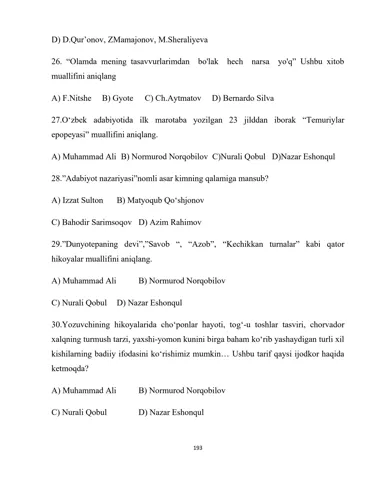 D) D.Qur’onov, ZMamajonov, M.Sheraliyeva
26. “Olamda mening tasavvurlarimdan bo'lak hech narsa yo'q” Ushbu xitob
muallifini aniqlang
A) F.Nitshe B) Gyote C) Ch.Aytmatov D) Bernardo Silva
27.O‘zbek adabiyotida ilk marotaba yozilgan 23 jilddan iborak “Temuriylar
epopeyasi” muallifini aniqlang.
A) Muhammad Ali B) Normurod Norqobilov C)Nurali Qobul D)Nazar Eshonqul
28.”Adabiyot nazariyasi”nomli asar kimning qalamiga mansub?
A) Izzat Sulton B) Matyoqub Qo‘shjonov
C) Bahodir Sarimsoqov D) Azim Rahimov
29.”Dunyotepaning devi”,”Savob “, “Azob”, “Kechikkan turnalar” kabi qator
hikoyalar muallifini aniqlang.
A) Muhammad Ali B) Normurod Norqobilov
C) Nurali Qobul D) Nazar Eshonqul
30.Yozuvchining hikoyalarida cho‘ponlar hayoti, tog‘-u toshlar tasviri, chorvador
xalqning turmush tarzi, yaxshi-yomon kunini birga baham ko‘rib yashaydigan turli xil
kishilarning badiiy ifodasini ko‘rishimiz mumkin… Ushbu tarif qaysi ijodkor haqida
ketmoqda?
A) Muhammad Ali B) Normurod Norqobilov
C) Nurali Qobul D) Nazar Eshonqul
193